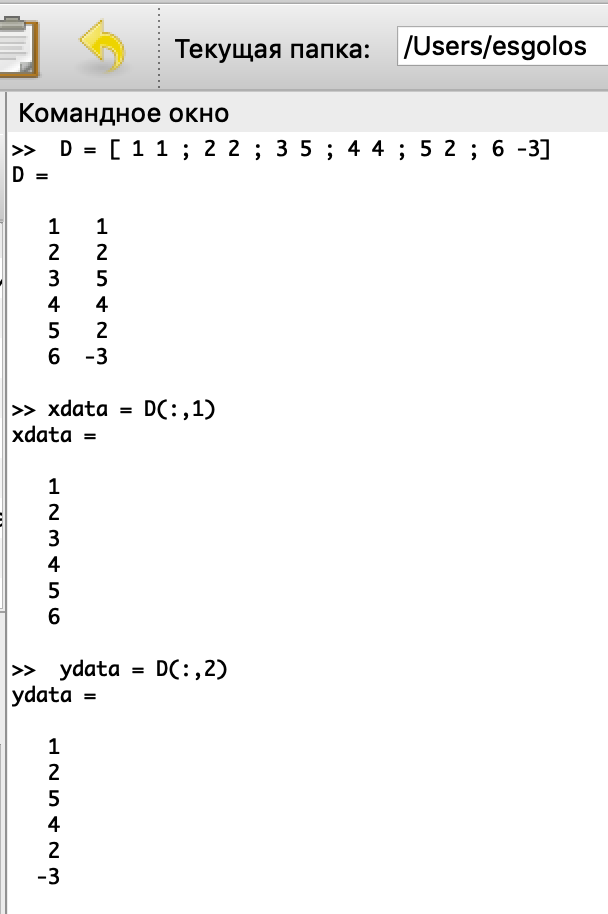 Текущая папка: /Users/esgolos
Командное окно
>>  D = [ 1 1 ; 2 2 ; 3 5 ; 4 4 ; 5 2 ; 6 -3]
D =
1 1
2 2
3 5
4 4
5 2
6 -3
>> xdata = D(:,1)
xdata =
1
2
3
4
5
6
>>  ydata = D(:,2)
ydata =
1
2
5
4
2
-3